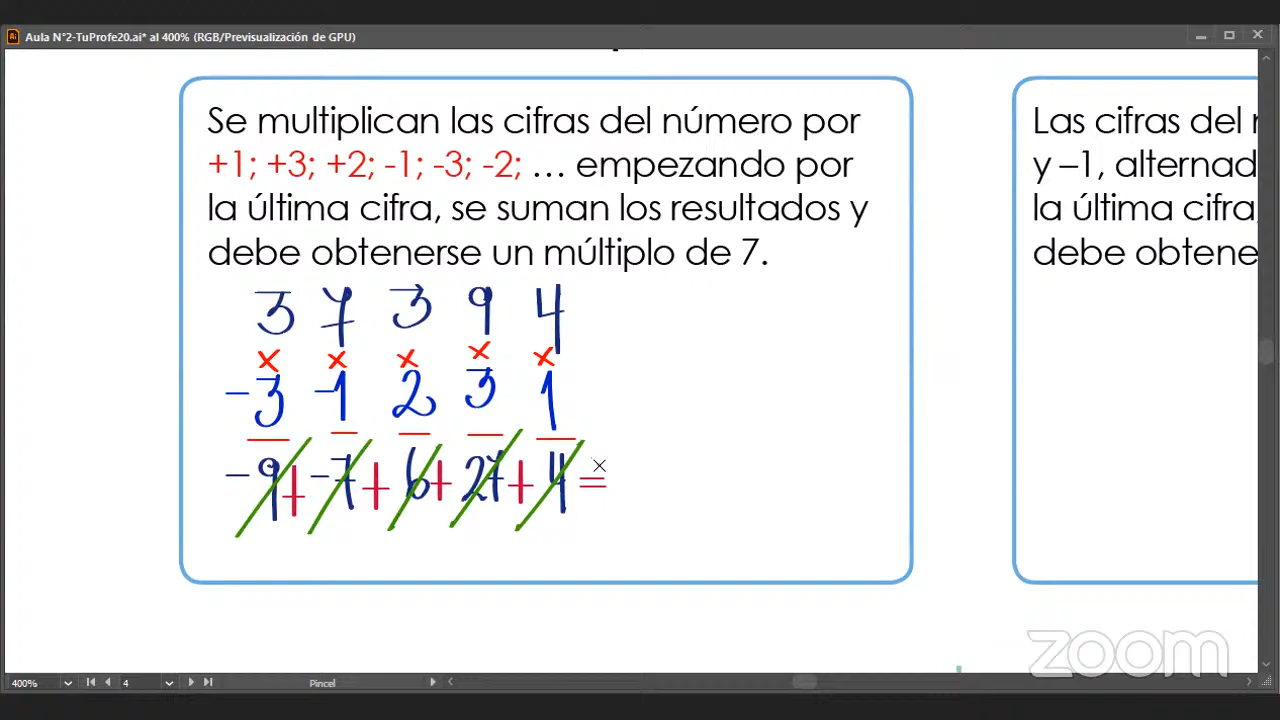 Aula N°2-TuProfe20.ai* al 400% (RGB/Previsualización de GPU)
Se multiplican las cifras del número por
+1; +3; +2; -1; -3; -2; ... empezando por
la última cifra, se suman los resultados y
debe obtenerse un múltiplo de 7.
3 7 3 9 4
× × × × ×
-3 -1 2 3 1
-9 + -7 + 6 + 27 + 4 =
Las cifras del
y –1, alternad
la última cifra,
debe obtene
zoom
400% 4 Pincel